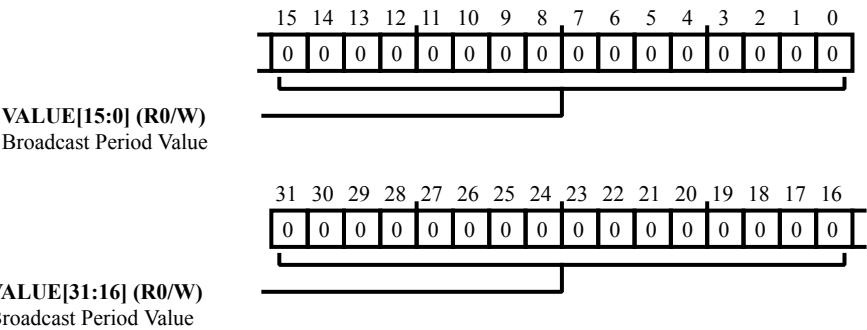 15 14 13 12 11 10 9 8 7 6 5 4 3 2 1 0
0 0 0 0 0 0 0 0 0 0 0 0 0 0 0 0
VALUE[15:0] (R0/W)
Broadcast Period Value
31 30 29 28 27 26 25 24 23 22 21 20 19 18 17 16
0 0 0 0 0 0 0 0 0 0 0 0 0 0 0 0
VALUE[31:16] (R0/W)
Broadcast Period Value